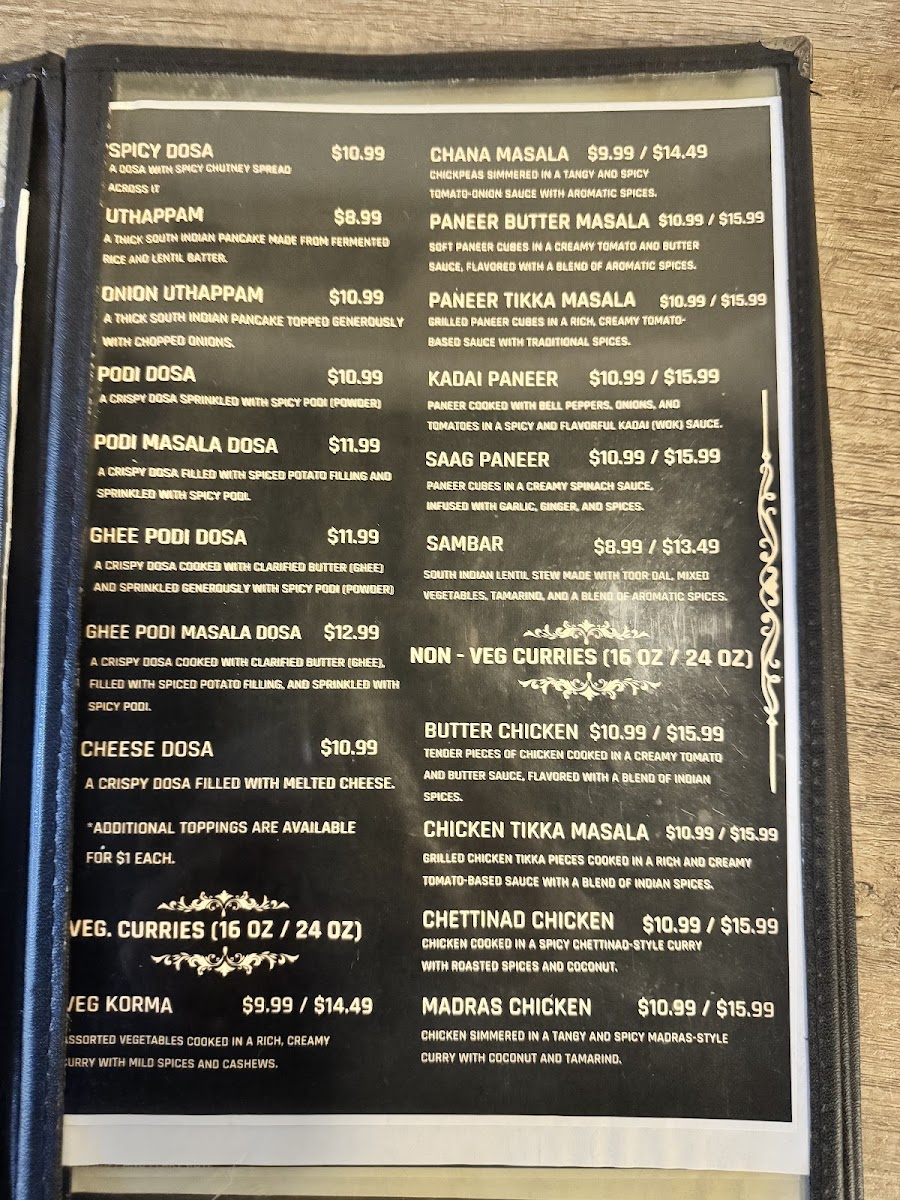 SPICY DOSA $10.99
A DOSA WITH SPICY CHUTNEY SPREAD
ACROSS IT
UTHAPPAM $8.99
A THICK SOUTH INDIAN PANCAKE MADE FROM FERMENTED
RICE AND LENTIL BATTER.
ONION UTHAPPAM $10.99
A THICK SOUTH INDIAN PANCAKE TOPPED GENEROUSLY
WITH CHOPPED ONIONS.
PODI DOSA $10.99
A CRISPY DOSA SPRINKLED WITH SPICY PODI (POWDER)
PODI MASALA DOSA $11.99
A CRISPY DOSA FILLED WITH SPICED POTATO FILLING AND
SPRINKLED WITH SPICY PODI.
GHEE PODI DOSA $11.99
A CRISPY DOSA COOKED WITH CLARIFIED BUTTER (GHEE)
AND SPRINKLED GENEROUSLY WITH SPICY PODI (POWDER)
GHEE PODI MASALA DOSA $12.99
A CRISPY DOSA COOKED WITH CLARIFIED BUTTER (GHEE),
FILLED WITH SPICED POTATO FILLING, AND SPRINKLED WITH
SPICY PODI.
CHEESE DOSA $10.99
A CRISPY DOSA FILLED WITH MELTED CHEESE.
*ADDITIONAL TOPPINGS ARE AVAILABLE
FOR $1 EACH.
VEG. CURRIES (16 OZ / 24 OZ)
VEG KORMA $9.99 / $14.49
ASSORTED VEGETABLES COOKED IN A RICH, CREAMY
CURRY WITH MILD SPICES AND CASHEWS.
CHANA MASALA $9.99 / $14.49
CHICKPEAS SIMMERED IN A TANGY AND SPICY
TOMATO-ONION SAUCE WITH AROMATIC SPICES.
PANEER BUTTER MASALA $10.99 / $15.99
SOFT PANEER CUBES IN A CREAMY TOMATO AND BUTTER
SAUCE, FLAVORED WITH A BLEND OF AROMATIC SPICES.
PANEER TIKKA MASALA $10.99 / $15.99
GRILLED PANEER CUBES IN A RICH, CREAMY TOMATO-
BASED SAUCE WITH TRADITIONAL SPICES.
KADAI PANEER $10.99 / $15.99
PANEER COOKED WITH BELL PEPPERS, ONIONS, AND
TOMATOES IN A SPICY AND FLAVORFUL KADAI (WOK) SAUCE.
SAAG PANEER $10.99 / $15.99
PANEER CUBES IN A CREAMY SPINACH SAUCE,
INFUSED WITH GARLIC, GINGER, AND SPICES.
SAMBAR $8.99 / $13.49
SOUTH INDIAN LENTIL STEW MADE WITH TOOR DAL, MIXED
VEGETABLES, TAMARIND, AND A BLEND OF AROMATIC SPICES.
NON - VEG CURRIES (16 OZ / 24 OZ)
BUTTER CHICKEN $10.99 / $15.99
TENDER PIECES OF CHICKEN COOKED IN A CREAMY TOMATO
AND BUTTER SAUCE, FLAVORED WITH A BLEND OF INDIAN
SPICES.
CHICKEN TIKKA MASALA $10.99 / $15.99
GRILLED CHICKEN TIKKA PIECES COOKED IN A RICH AND CREAMY
TOMATO-BASED SAUCE WITH A BLEND OF INDIAN SPICES.
CHETTINAD CHICKEN $10.99 / $15.99
CHICKEN COOKED IN A SPICY CHETTINAD-STYLE CURRY
WITH ROASTED SPICES AND COCONUT.
MADRAS CHICKEN $10.99 / $15.99
CHICKEN SIMMERED IN A TANGY AND SPICY MADRAS-STYLE
CURRY WITH COCONUT AND TAMARIND.